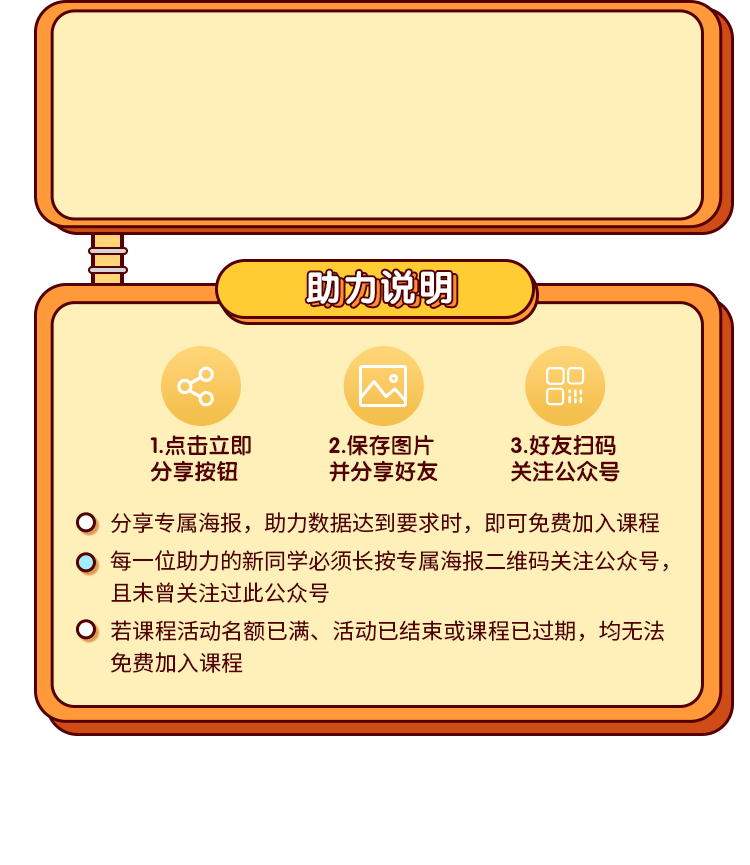 助力说明
1.点击立即
分享按钮
2.保存图片
并分享好友
3.好友扫码
关注公众号
分享专属海报，助力数据达到要求时，即可免费加入课程
每一位助力的新同学必须长按专属海报二维码关注公众号，
且未曾关注过此公众号
若课程活动名额已满、活动已结束或课程已过期，均无法
免费加入课程